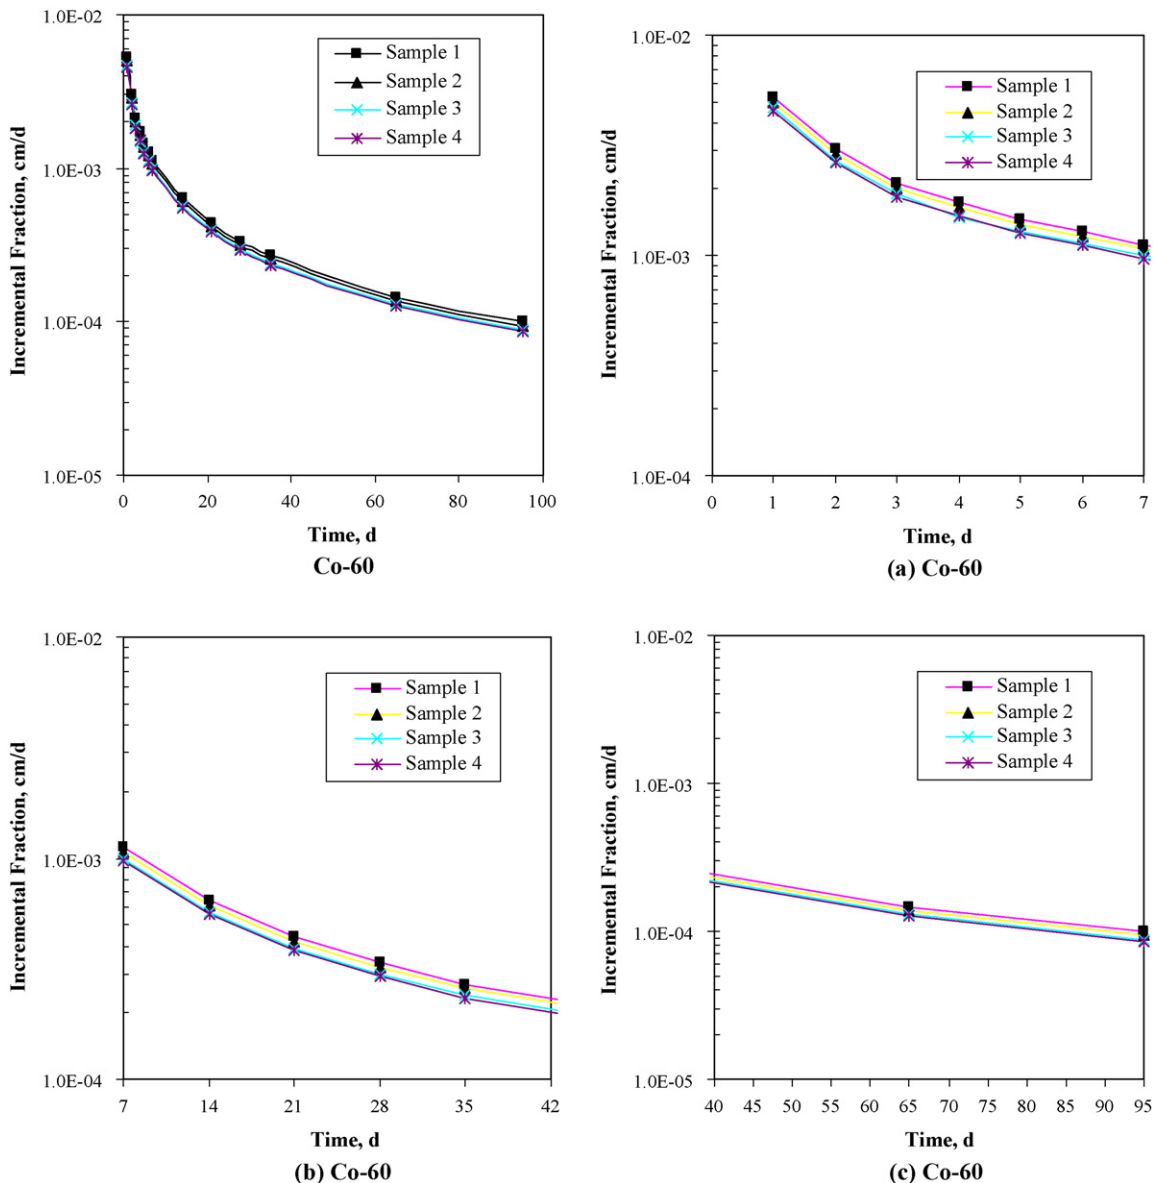 1.0E-02
1.0E-03
1.0E-04
1.0E-05
Incremental Fraction, cm/d
Sample 1
Sample 2
Sample 3
Sample 4
0 20 40 60 80 100
Time, d
Co-60
1.0E-02
1.0E-03
1.0E-04
Incremental Fraction, cm/d
Sample 1
Sample 2
Sample 3
Sample 4
0 1 2 3 4 5 6 7
Time, d
(a) Co-60
1.0E-02
1.0E-03
1.0E-04
Incremental Fraction, cm/d
Sample 1
Sample 2
Sample 3
Sample 4
7 14 21 28 35 42
Time, d
(b) Co-60
1.0E-02
1.0E-03
1.0E-04
1.0E-05
Incremental Fraction, cm/d
Sample 1
Sample 2
Sample 3
Sample 4
40 45 50 55 60 65 70 75 80 85 90 95
Time, d
(c) Co-60